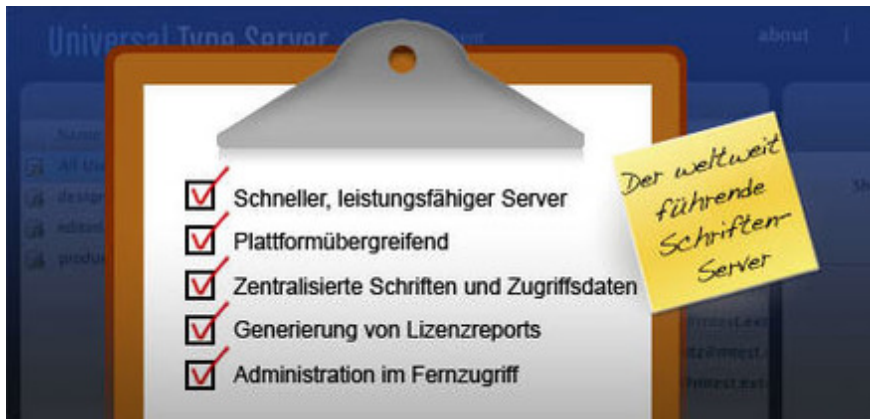 Universal Type Server
about
Name
Der weltweit
führende
Schriften-
Server
Schneller, leistungsfähiger Server
Plattformübergreifend
Zentralisierte Schriften und Zugriffsdaten
Generierung von Lizenzreports
Administration im Fernzugriff